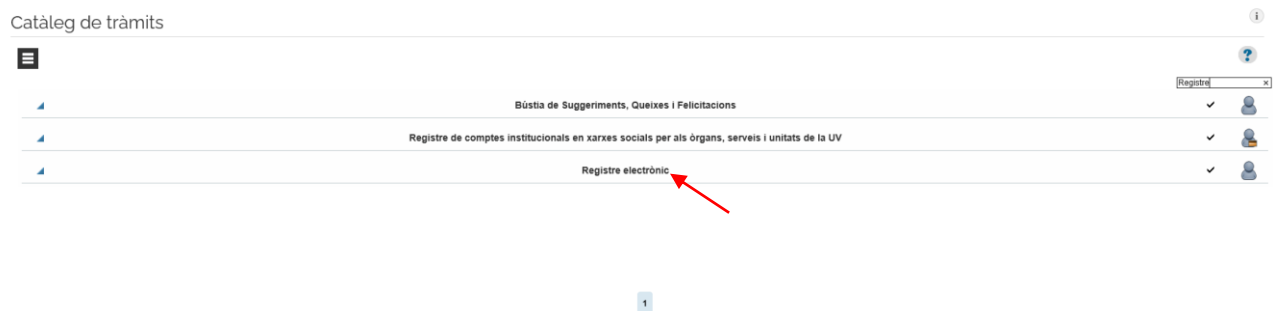 Catàleg de tràmits
i
?
Registre ×
Bústia de Suggeriments, Queixes i Felicitacions
Registre de comptes institucionals en xarxes socials per als òrgans, serveis i unitats de la UV
Registre electrònic
1